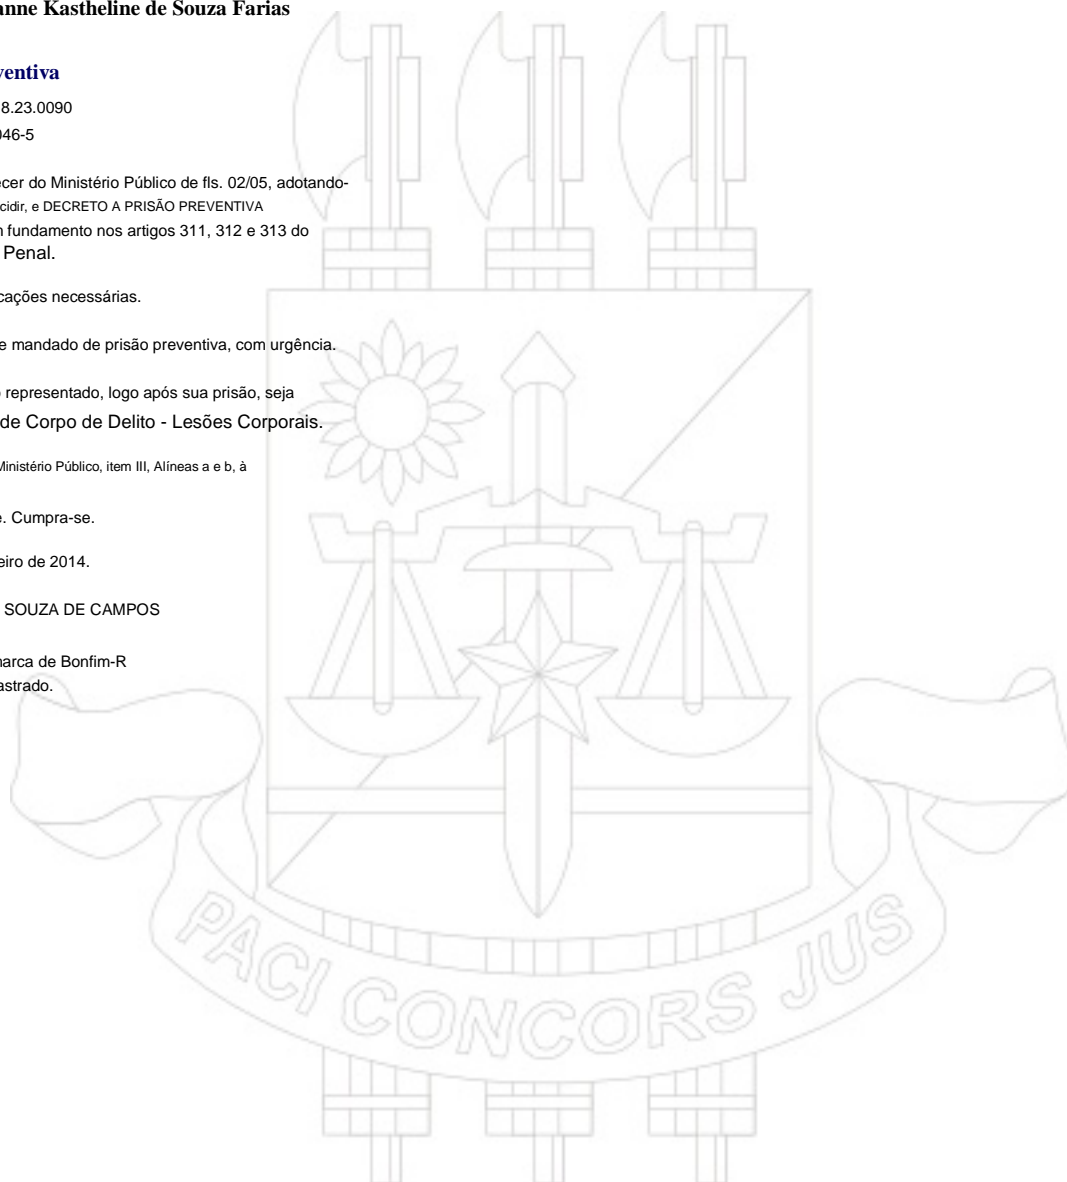 anne Kastheline de Souza Farias
ventiva
8.23.0090
046-5
cer do Ministério Público de fls. 02/05, adotando-
cidir, e DECRETO A PRISÃO PREVENTIVA
n fundamento nos artigos 311, 312 e 313 do
Penal.
cações necessárias.
e mandado de prisão preventiva, com urgência.
representado, logo após sua prisão, seja
de Corpo de Delito - Lesões Corporais.
Ministério Público, item III, Alíneas a e b, à
e. Cumpra-se.
eiro de 2014.
SOUZA DE CAMPOS
marca de Bonfim-R
astrado.
PACI CONCORS JUS